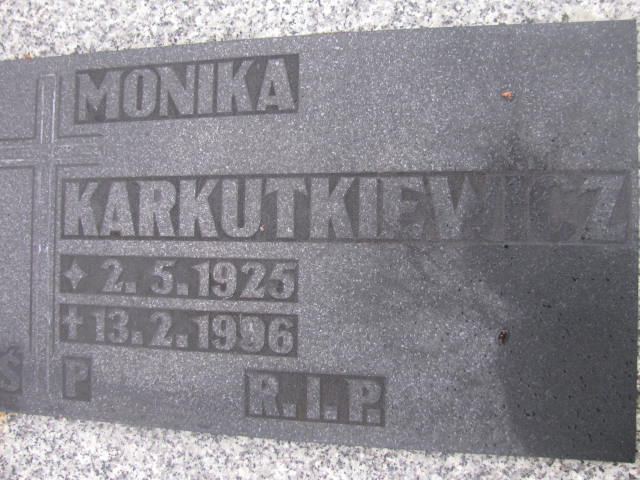 MONIKA
KARKUTKIEWICZ
✦ 2.5.1925
✝ 13.2.1996
Ś P
R.I.P.